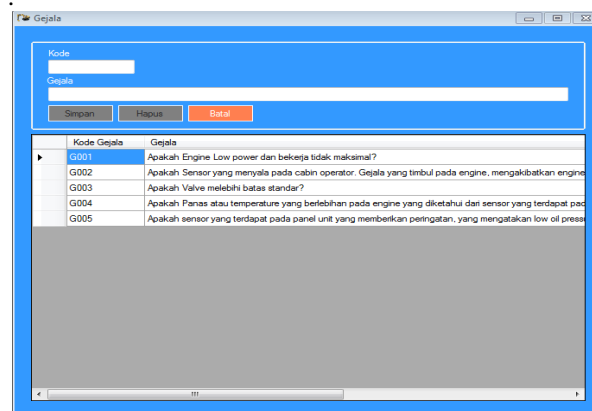 Gejala
Kode
Gejala
Simpan Hapus Batal
Kode Gejala Gejala
G001 Apakah Engine Low power dan bekerja tidak maksimal?
G002 Apakah Sensor yang menyala pada cabin operator. Gejala yang timbul pada engine, mengakibatkan engine
G003 Apakah Valve melebihi batas standar?
G004 Apakah Panas atau temperature yang berlebihan pada engine yang diketahui dari sensor yang terdapat pac
G005 Apakah sensor yang terdapat pada panel unit yang memberikan peringatan, yang mengatakan low oil press